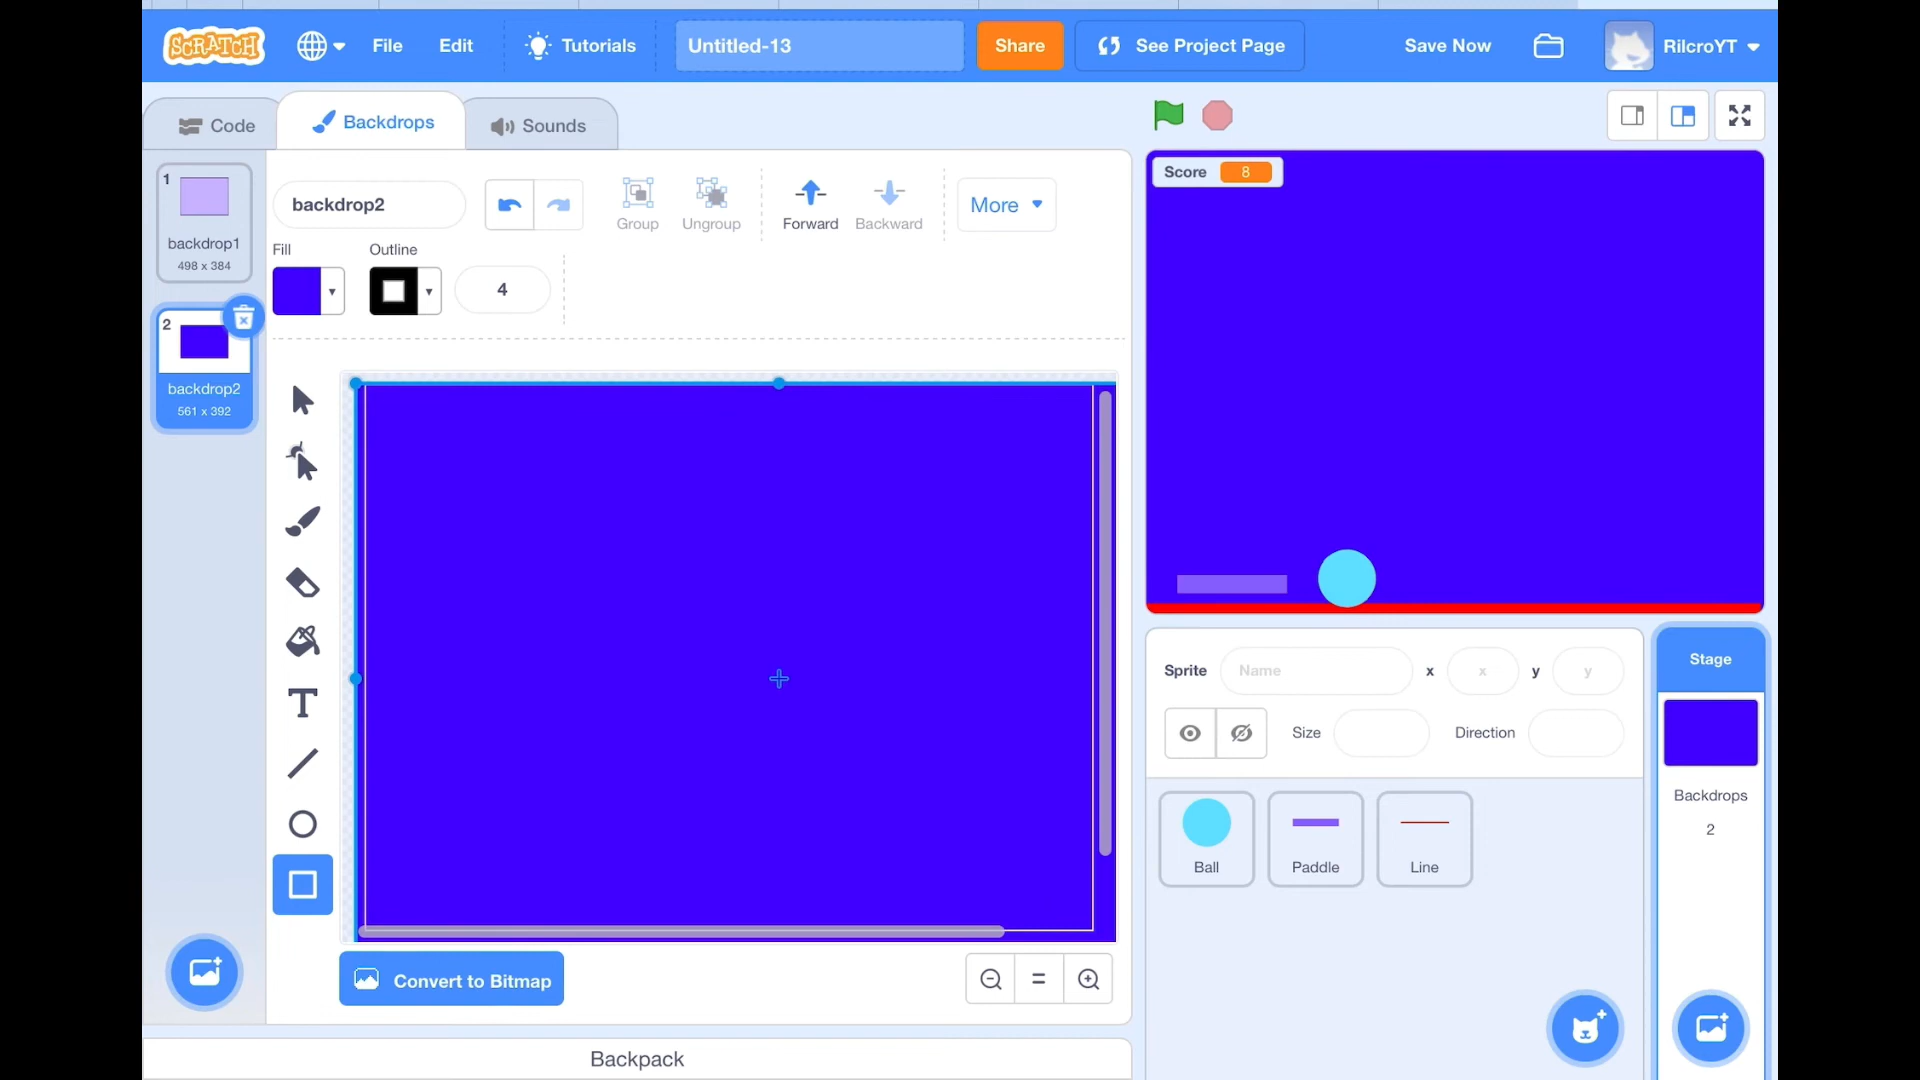 SCRATCH File Edit Tutorials Untitled-13 Share See Project Page Save Now RilcroYT
Code Backdrops Sounds
1
backdrop1
498 x 384
2
backdrop2
561 x 392
backdrop2 Group Ungroup Forward Backward More
Fill Outline
4
Convert to Bitmap
Backpack
Score 8
Sprite Name x x y y
Size Direction
Ball Paddle Line
Stage
Backdrops
2